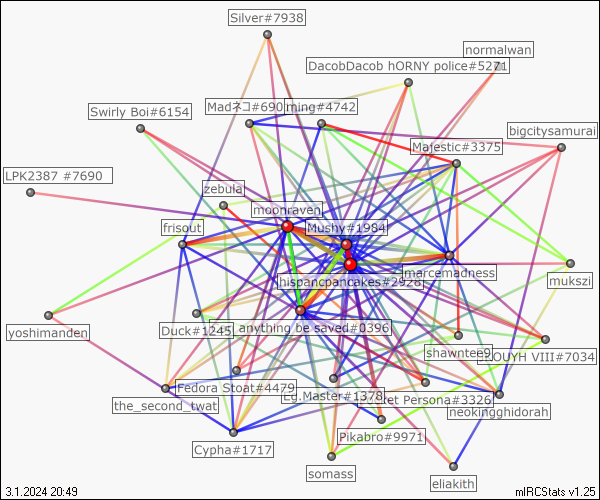 Silver#7938
normalwan
DacobDacob hORNY police#5271
Madネコ#690
ming#4742
Swirly Boi#6154
bigcitysamurai
Majestic#3375
LPK2387 #7690
zebula
moonraven
frisout
Mushy#1984
marcemadness
hispancpancakes#2928
mukszi
yoshimanden
Duck#1245
anything be saved#0396
shawntee9
LOUYH VIII#7034
Fedora Stoat#4479
Lg.Master#1378
ret Persona#3326
the_second_twat
neokingghidorah
Pikabro#9971
Cypha#1717
somass
eliakith
3.1.2024 20:49
mIRCStats v1.25